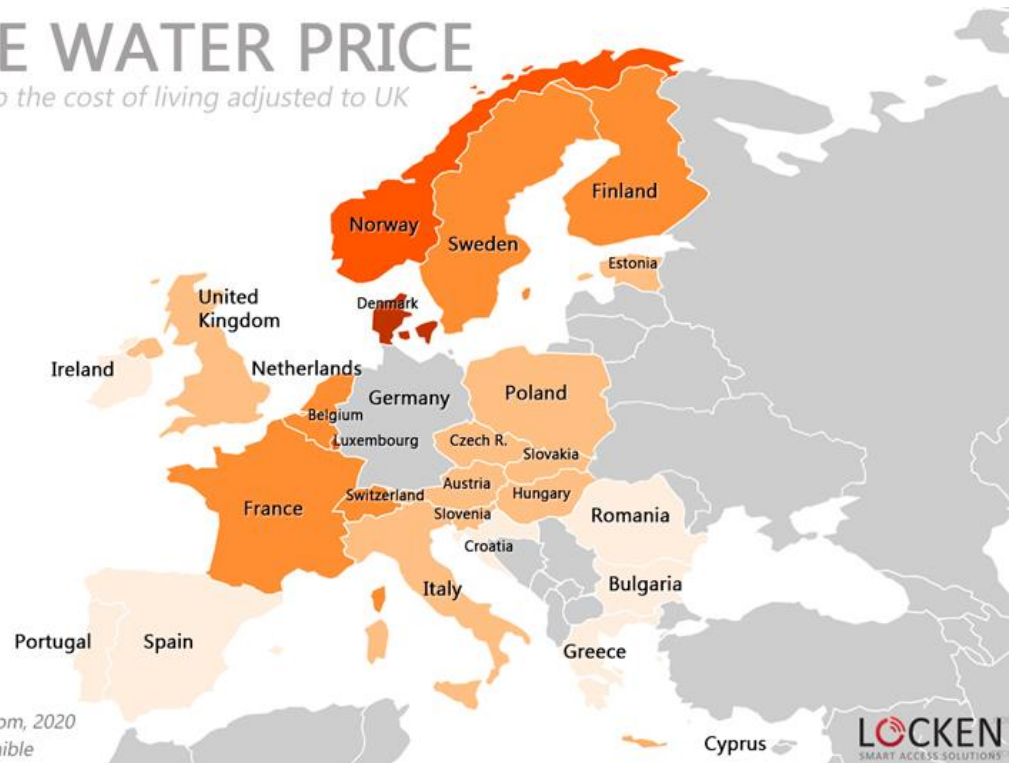 E WATER PRICE
the cost of living adjusted to UK
Norway
Finland
Sweden
Estonia
Denmark
United
Kingdom
Ireland
Netherlands
Germany
Poland
Belgium
Luxembourg
Czech R.
Slovakia
Austria
Hungary
Switzerland
France
Slovenia
Romania
Croatia
Italy
Bulgaria
Portugal
Spain
Greece
om, 2020
Cyprus
LOCKEN
SMART ACCESS SOLUTIONS